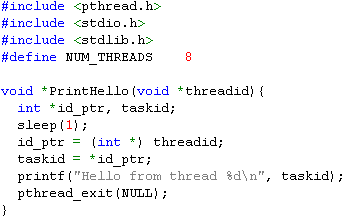 #include <pthread.h>
#include <stdio.h>
#include <stdlib.h>
#define NUM_THREADS    8

void *PrintHello(void *threadid){
  int *id_ptr, taskid;
  sleep(1);
  id_ptr = (int *) threadid;
  taskid = *id_ptr;
  printf("Hello from thread %d\n", taskid);
  pthread_exit(NULL);
}